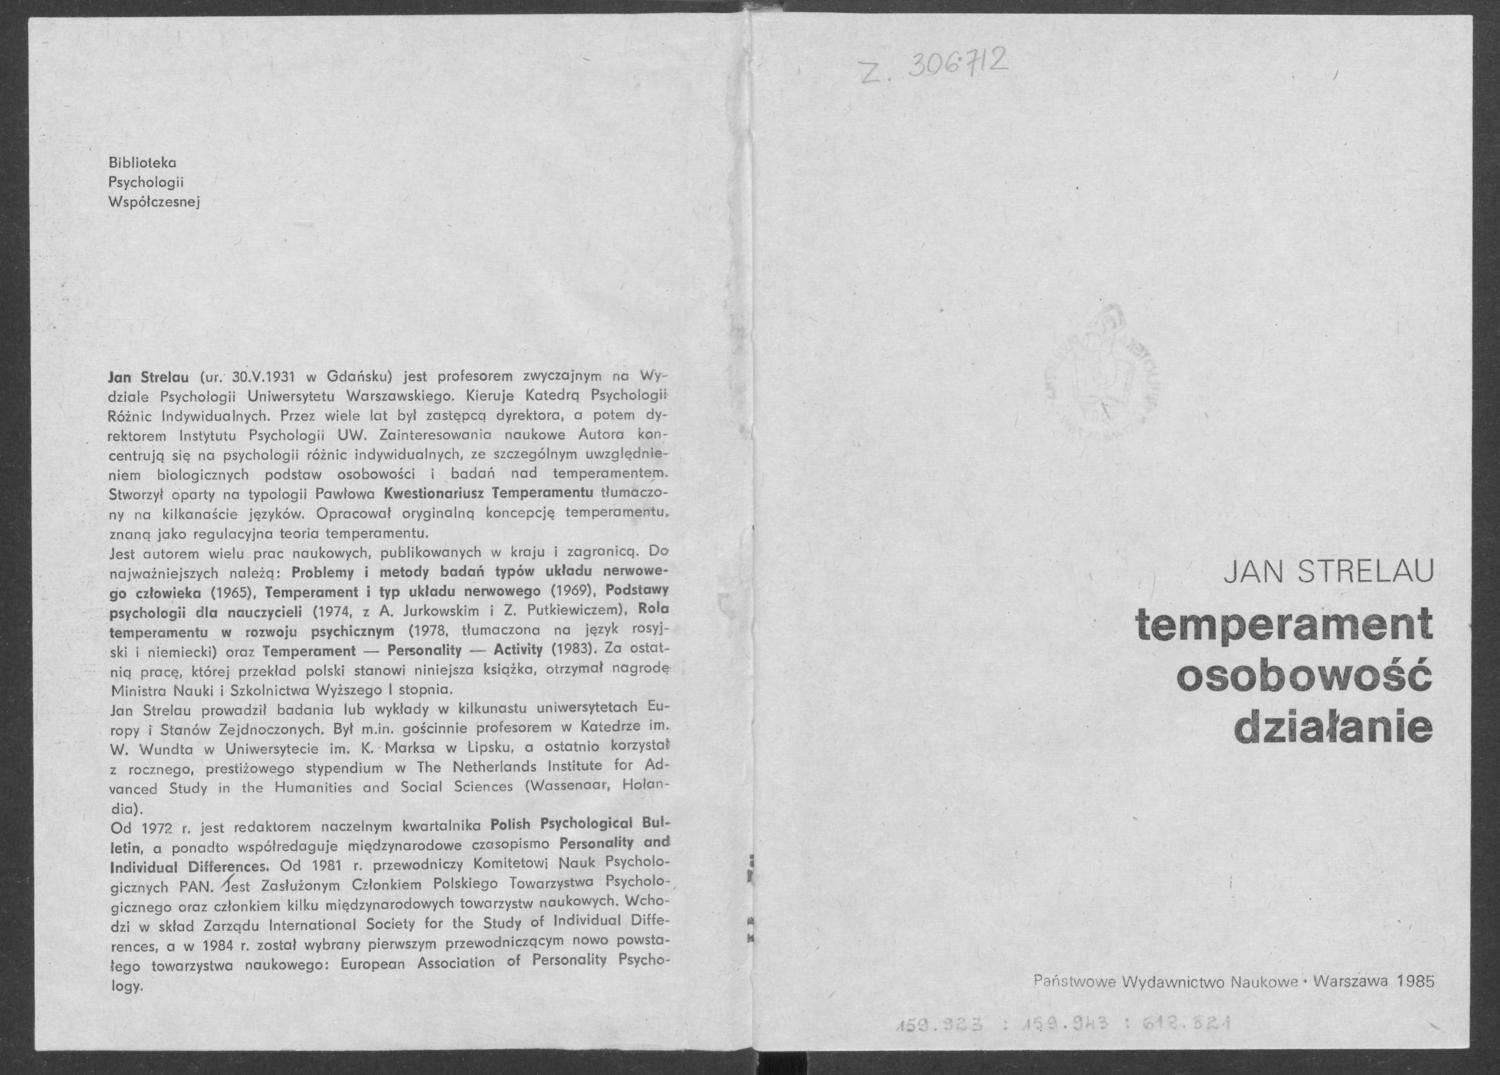 Biblioteka
Psychologii
Współczesnej
Jan Strelau (ur. 30.V.1931 w Gdańsku) jest profesorem zwyczajnym na Wy-
dziale Psychologii Uniwersytetu Warszawskiego. Kieruje Katedrą Psychologii
Różnic Indywidualnych. Przez wiele lat był zastępcą dyrektora, a potem dy-
rektorem Instytutu Psychologii UW. Zainteresowania naukowe Autora kon-
centrują się na psychologii różnic indywidualnych, ze szczególnym uwzględnie-
niem biologicznych podstaw osobowości i badań nad temperamentem.
Stworzył oparty na typologii Pawłowa Kwestionariusz Temperamentu tłumaczo-
ny na kilkanaście języków. Opracował oryginalną koncepcję temperamentu,
znaną jako regulacyjna teoria temperamentu.
Jest autorem wielu prac naukowych, publikowanych w kraju i zagranicą. Do
najważniejszych należą: Problemy i metody badań typów układu nerwowe-
go człowieka (1965), Temperament i typ układu nerwowego (1969), Podstawy
psychologii dla nauczycieli (1974, z A. Jurkowskim i Z. Putkiewiczem), Rola
temperamentu w rozwoju psychicznym (1978, tłumaczona na język rosyj-
ski i niemiecki) oraz Temperament — Personality — Activity (1983). Za ostat-
nią pracę, której przekład polski stanowi niniejsza książka, otrzymał nagrodę
Ministra Nauki i Szkolnictwa Wyższego I stopnia.
Jan Strelau prowadził badania lub wykłady w kilkunastu uniwersytetach Eu-
ropy i Stanów Zejdnoczonych. Był m.in. gościnnie profesorem w Katedrze im.
W. Wundta w Uniwersytecie im. K. Marksa w Lipsku, a ostatnio korzystał
z rocznego, prestiżowego stypendium w The Netherlands Institute for Ad-
vanced Study in the Humanities and Social Sciences (Wassenaar, Holan-
dia).
Od 1972 r. jest redaktorem naczelnym kwartalnika Polish Psychological Bul-
letin, a ponadto współredaguje międzynarodowe czasopismo Personality and
Individual Differences. Od 1981 r. przewodniczy Komitetowi Nauk Psycholo-
gicznych PAN. Jest Zasłużonym Członkiem Polskiego Towarzystwa Psycholo-
gicznego oraz członkiem kilku międzynarodowych towarzystw naukowych. Wcho-
dzi w skład Zarządu International Society for the Study of Individual Diffe-
rences, a w 1984 r. został wybrany pierwszym przewodniczącym nowo powsta-
łego towarzystwa naukowego: European Association of Personality Psycho-
logy.
Z. 306712
JAN STRELAU
temperament
osobowość
działanie
Państwowe Wydawnictwo Naukowe • Warszawa 1985
159.923 : 159.943 : 612.821